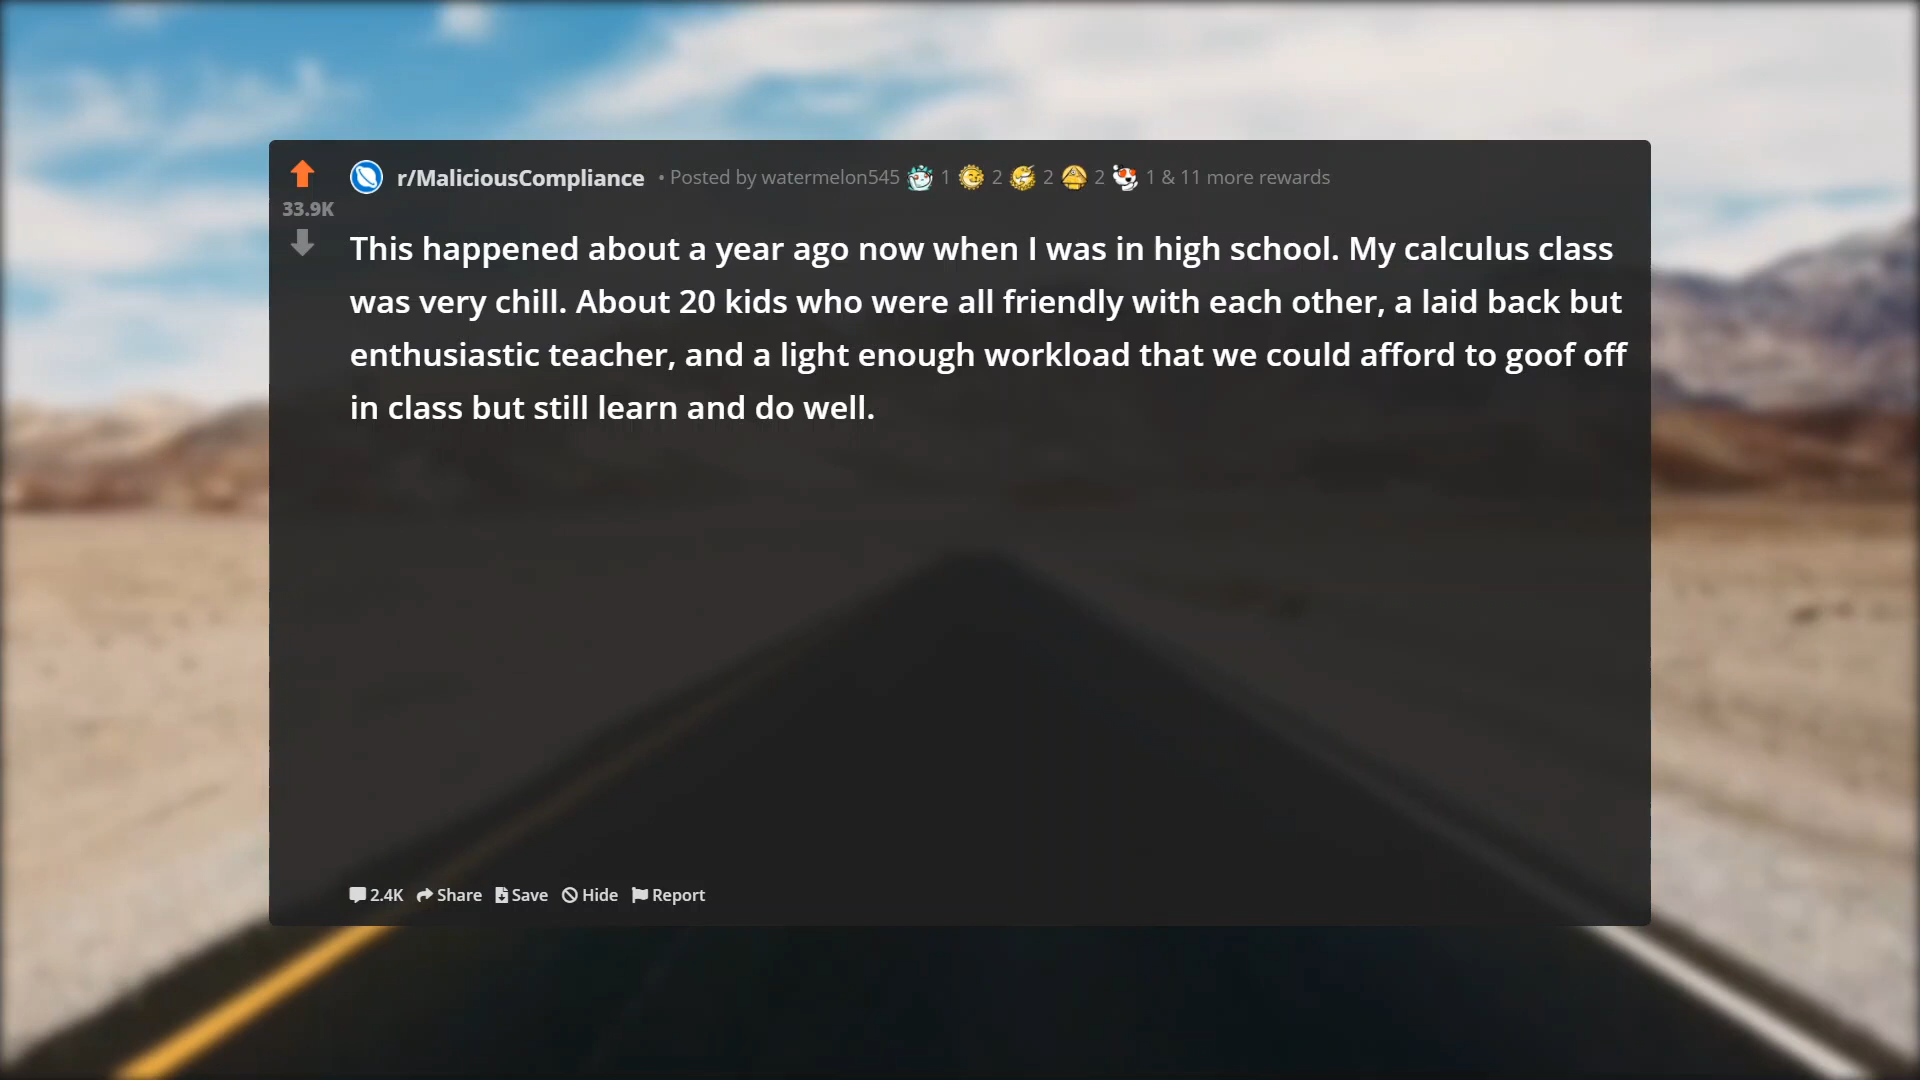 r/MaliciousCompliance • Posted by watermelon545 1 2 2 2 1 & 11 more rewards
33.9K
This happened about a year ago now when I was in high school. My calculus class
was very chill. About 20 kids who were all friendly with each other, a laid back but
enthusiastic teacher, and a light enough workload that we could afford to goof off
in class but still learn and do well.
2.4K Share Save Hide Report